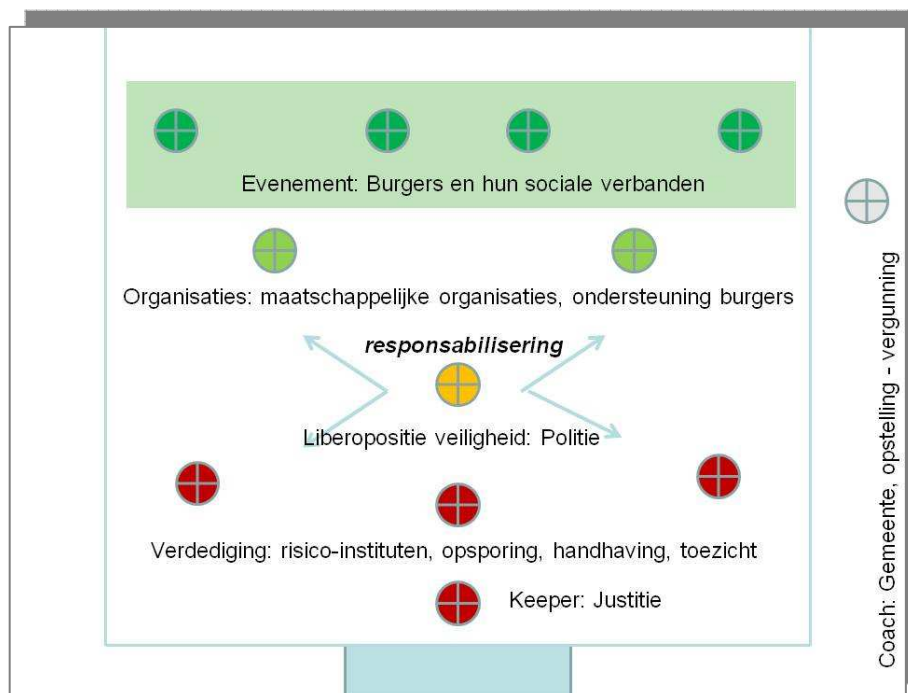 Evenement: Burgers en hun sociale verbanden
Organisaties: maatschappelijke organisaties, ondersteuning burgers
responsabilisering
Liberopositie veiligheid: Politie
Verdediging: risico-instituten, opsporing, handhaving, toezicht
Keeper: Justitie
Coach: Gemeente, opstelling - vergunning